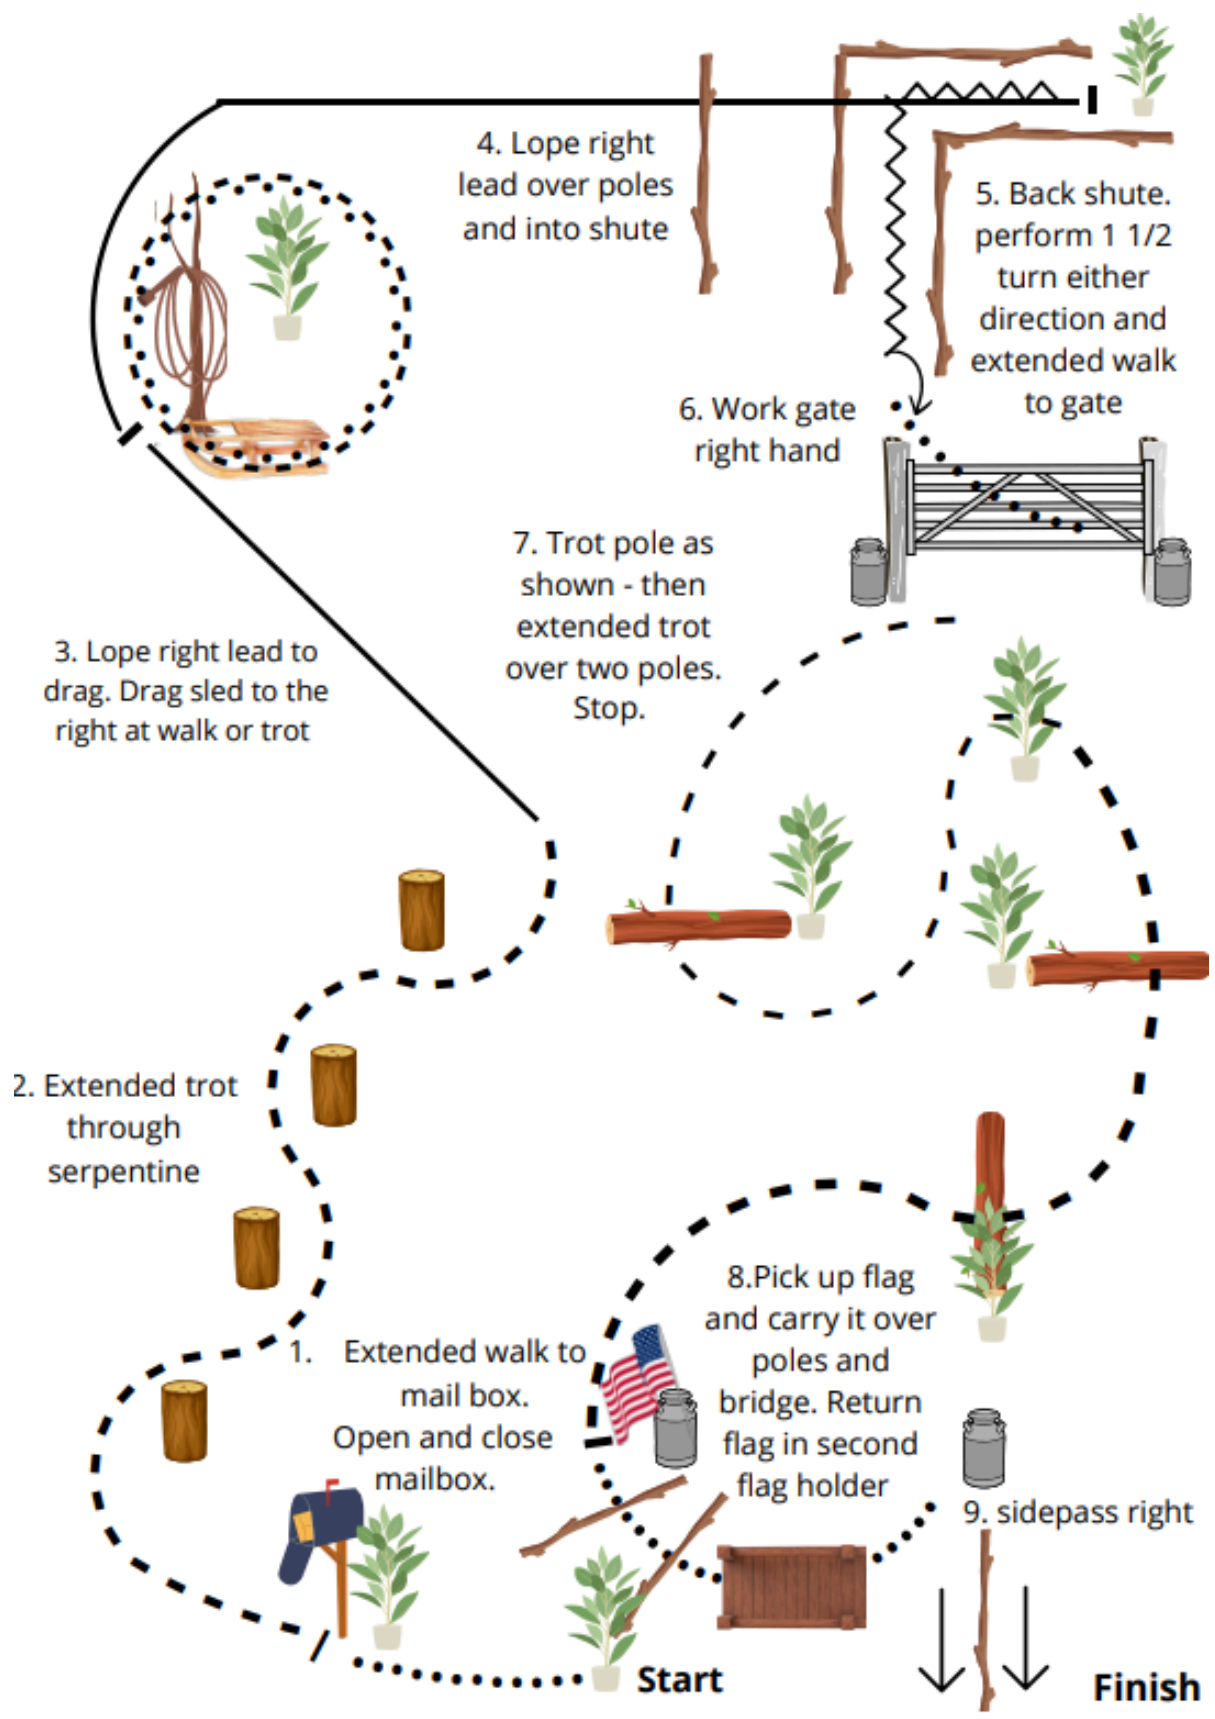 4. Lope right
lead over poles
and into shute
5. Back shute.
perform 1 1/2
turn either
direction and
extended walk
to gate
6. Work gate
right hand
7. Trot pole as
shown - then
extended trot
over two poles.
Stop.
3. Lope right lead to
drag. Drag sled to the
right at walk or trot
2. Extended trot
through
serpentine
8.Pick up flag
and carry it over
poles and
bridge. Return
flag in second
flag holder
1. Extended walk to
mail box.
Open and close
mailbox.
9. sidepass right
Start
Finish